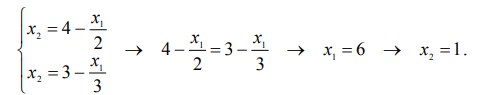 { x₂ = 4 − x₁/2
x₂ = 3 − x₁/3 → 4 − x₁/2 = 3 − x₁/3 → x₁ = 6 → x₂ = 1.